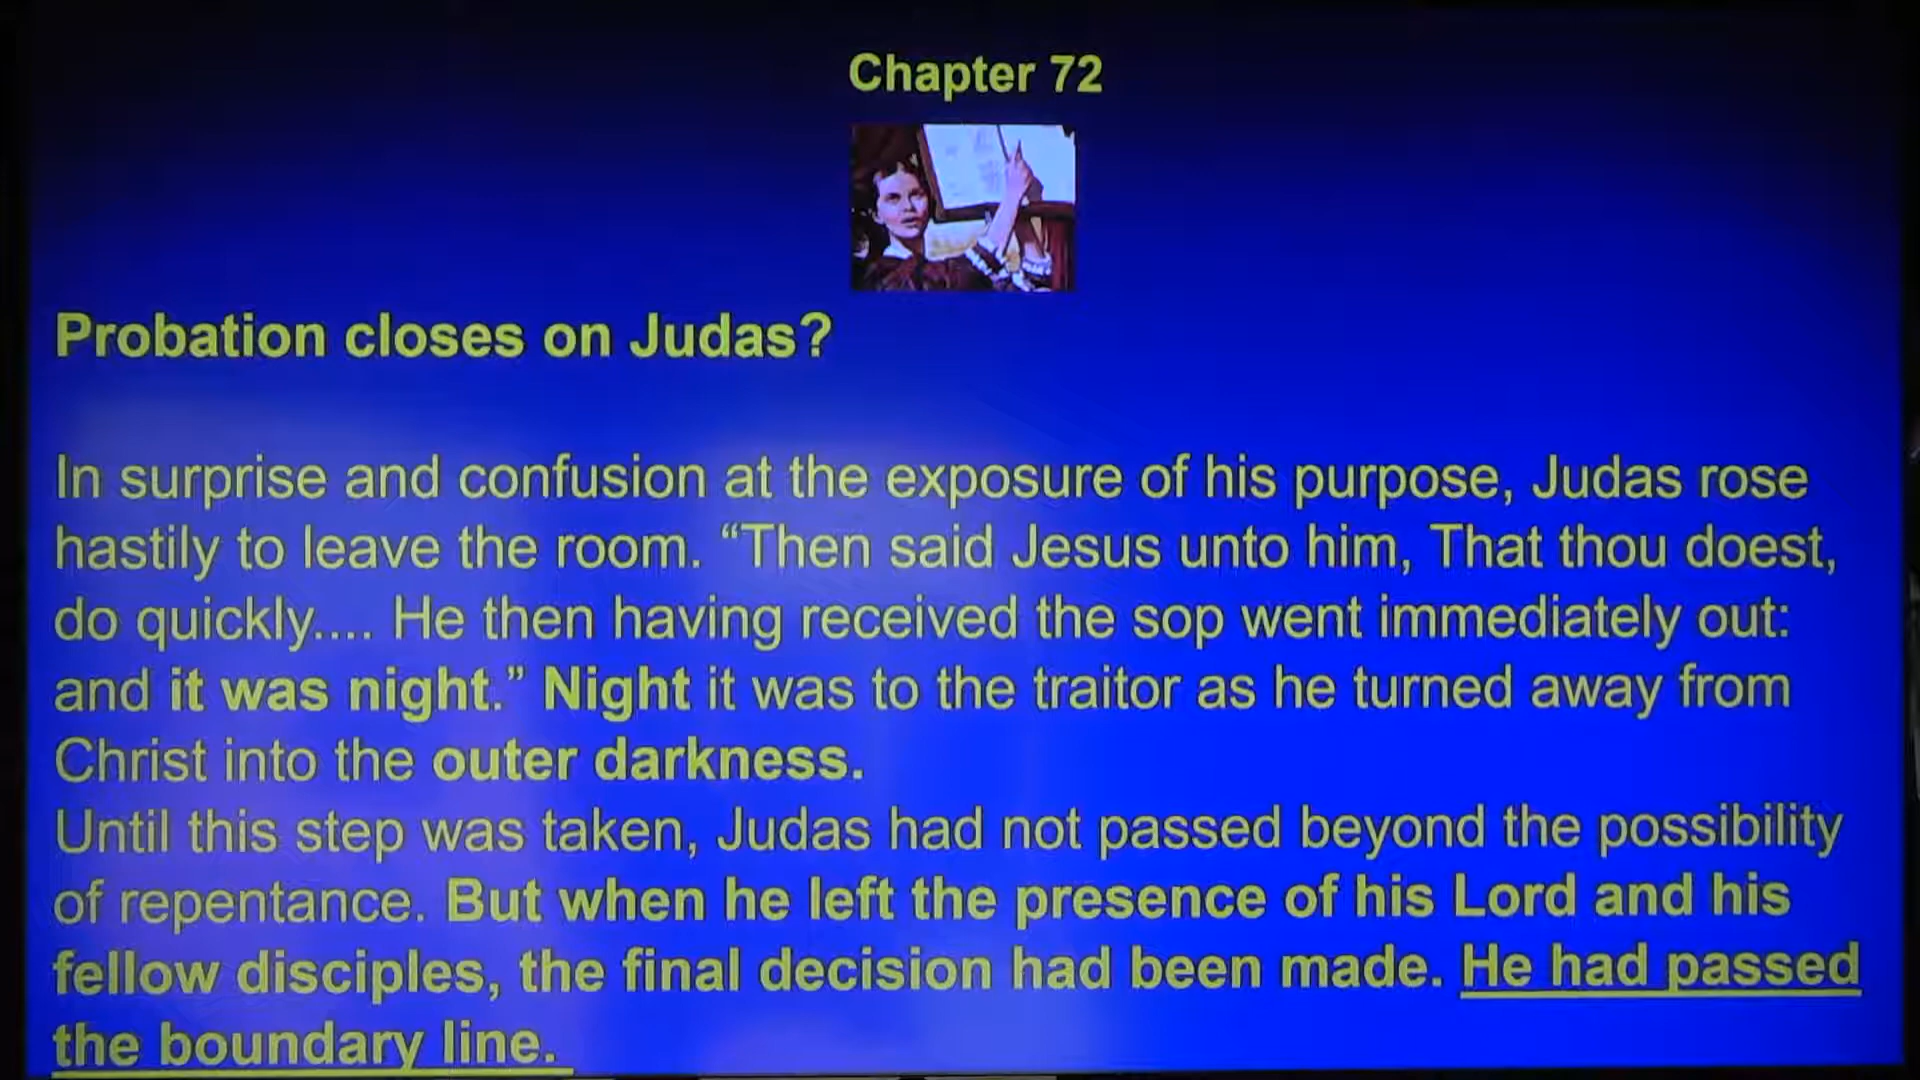 Chapter 72
Probation closes on Judas?
In surprise and confusion at the exposure of his purpose, Judas rose
hastily to leave the room. “Then said Jesus unto him, That thou doest,
do quickly.... He then having received the sop went immediately out:
and it was night.” Night it was to the traitor as he turned away from
Christ into the outer darkness.
Until this step was taken, Judas had not passed beyond the possibility
of repentance. But when he left the presence of his Lord and his
fellow disciples, the final decision had been made. He had passed
the boundary line.